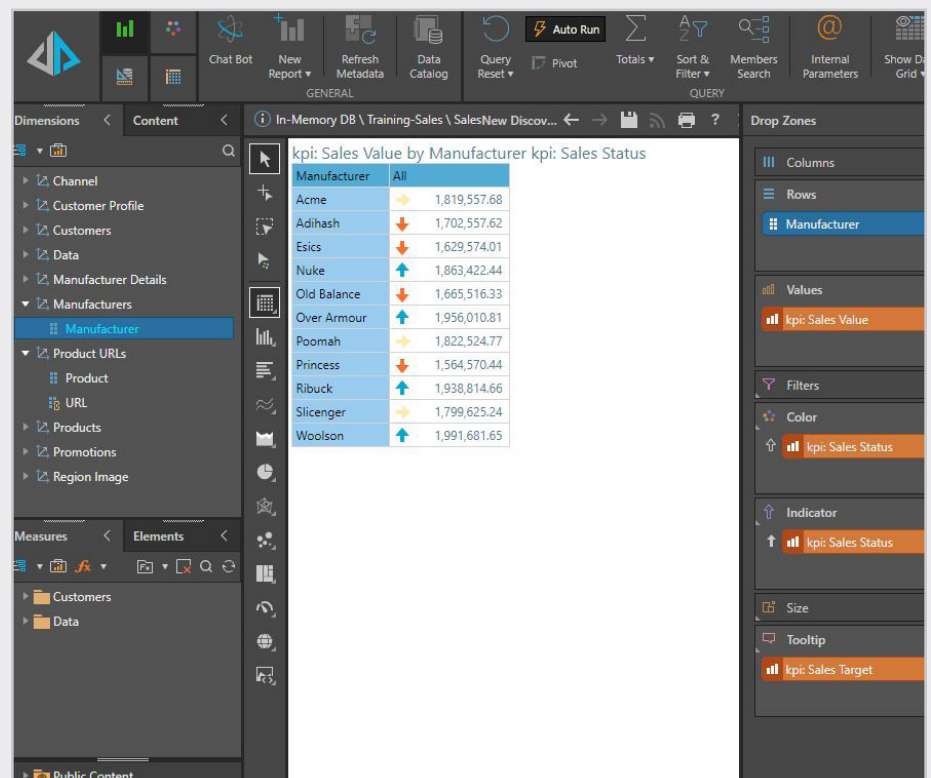 Chat Bot
New Report
Refresh Metadata
Data Catalog
GENERAL
Query Reset
Auto Run
Pivot
Totals
Sort & Filter
Members Search
Internal Parameters
Grid
QUERY
Dimensions
Content
In-Memory DB \ Training-Sales \ SalesNew Discov...
?
Drop Zones
Channel
Customer Profile
Customers
Data
Manufacturer Details
Manufacturers
Manufacturer
Product URLs
Product
URL
Products
Promotions
Region Image
Measures
Elements
Customers
Data
Public Content
kpi: Sales Value by Manufacturer kpi: Sales Status
Manufacturer All
Acme 1,819,557.68
Adihash 1,702,557.62
Esics 1,629,574.01
Nuke 1,863,422.44
Old Balance 1,665,516.33
Over Armour 1,956,010.81
Poomah 1,822,524.77
Princess 1,564,570.44
Ribuck 1,938,814.66
Slicenger 1,799,625.24
Woolson 1,991,681.65
Columns
Rows
Manufacturer
Values
kpi: Sales Value
Filters
Color
kpi: Sales Status
Indicator
kpi: Sales Status
Size
Tooltip
kpi: Sales Target